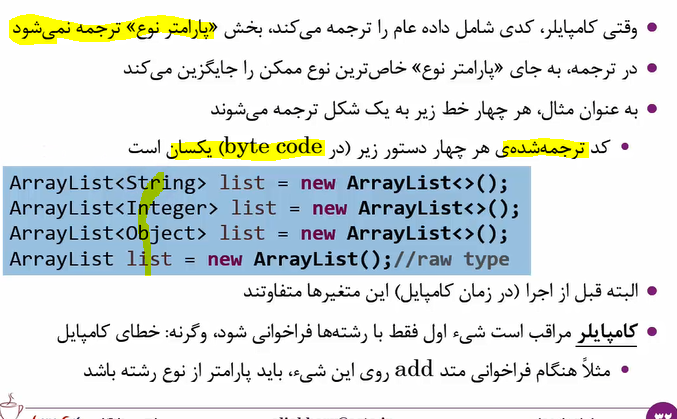 وقتی کامپایلر، کدی شامل داده عام را ترجمه می‌کند، بخش «پارامتر نوع» ترجمه نمی‌شود
در ترجمه، به جای «پارامتر نوع» خاص‌ترین نوع ممکن را جایگزین می‌کند
به عنوان مثال، هر چهار خط زیر به یک شکل ترجمه می‌شوند
کد ترجمه‌شده‌ی هر چهار دستور زیر (در byte code) یکسان است
ArrayList<String> list = new ArrayList<>();
ArrayList<Integer> list = new ArrayList<>();
ArrayList<Object> list = new ArrayList<>();
ArrayList list = new ArrayList();//raw type
البته قبل از اجرا (در زمان کامپایل) این متغیرها متفاوتند
کامپایلر مراقب است شیء اول فقط با رشته‌ها فراخوانی شود، وگرنه: خطای کامپایل
مثلاً هنگام فراخوانی متد add روی این شیء، باید پارامتر از نوع رشته باشد